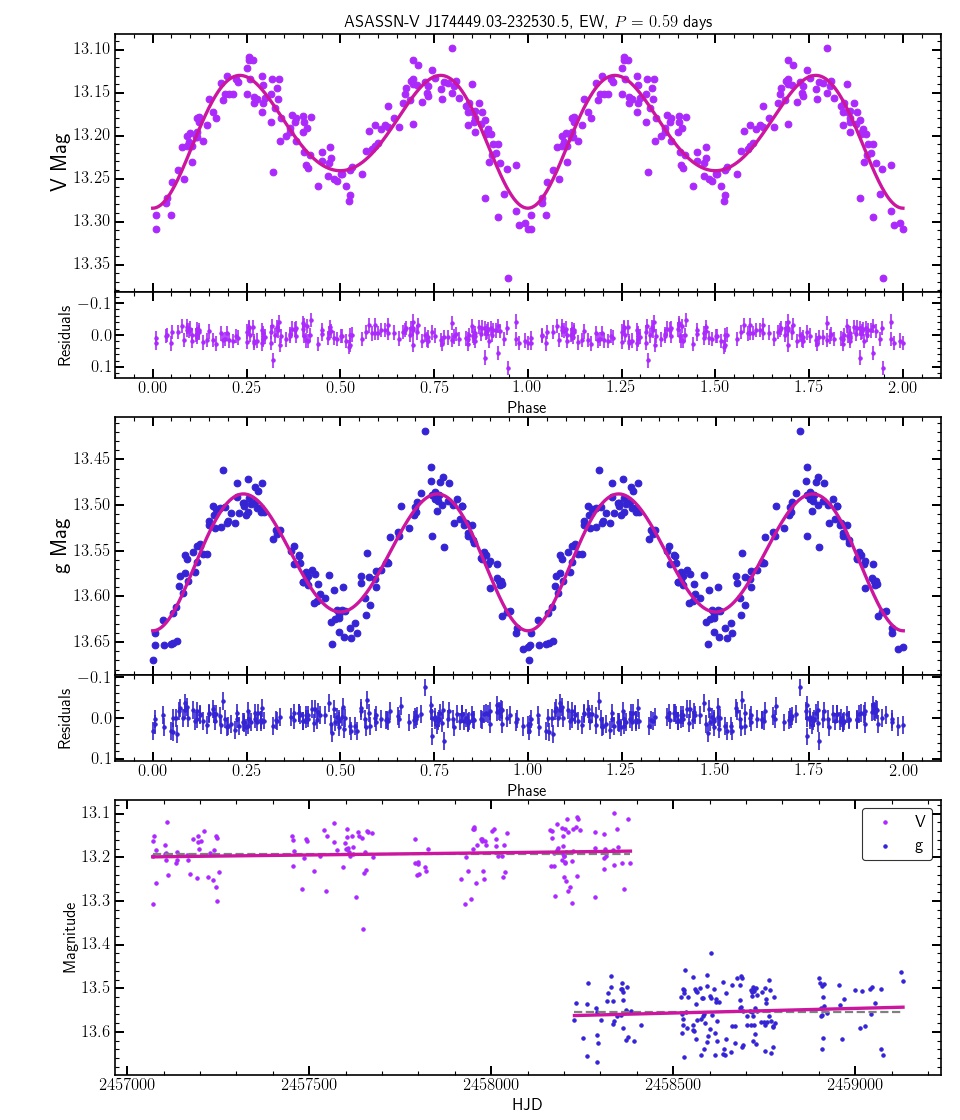 ASASSN-V J174449.03-232530.5, EW, P = 0.59 days
13.10
13.15
13.20
13.25
13.30
13.35
V Mag
−0.1
0.0
0.1
Residuals
0.00 0.25 0.50 0.75 1.00 1.25 1.50 1.75 2.00
Phase
13.45
13.50
13.55
13.60
13.65
g Mag
−0.1
0.0
0.1
Residuals
0.00 0.25 0.50 0.75 1.00 1.25 1.50 1.75 2.00
Phase
13.1
13.2
13.3
13.4
13.5
13.6
Magnitude
V
g
2457000 2457500 2458000 2458500 2459000
HJD